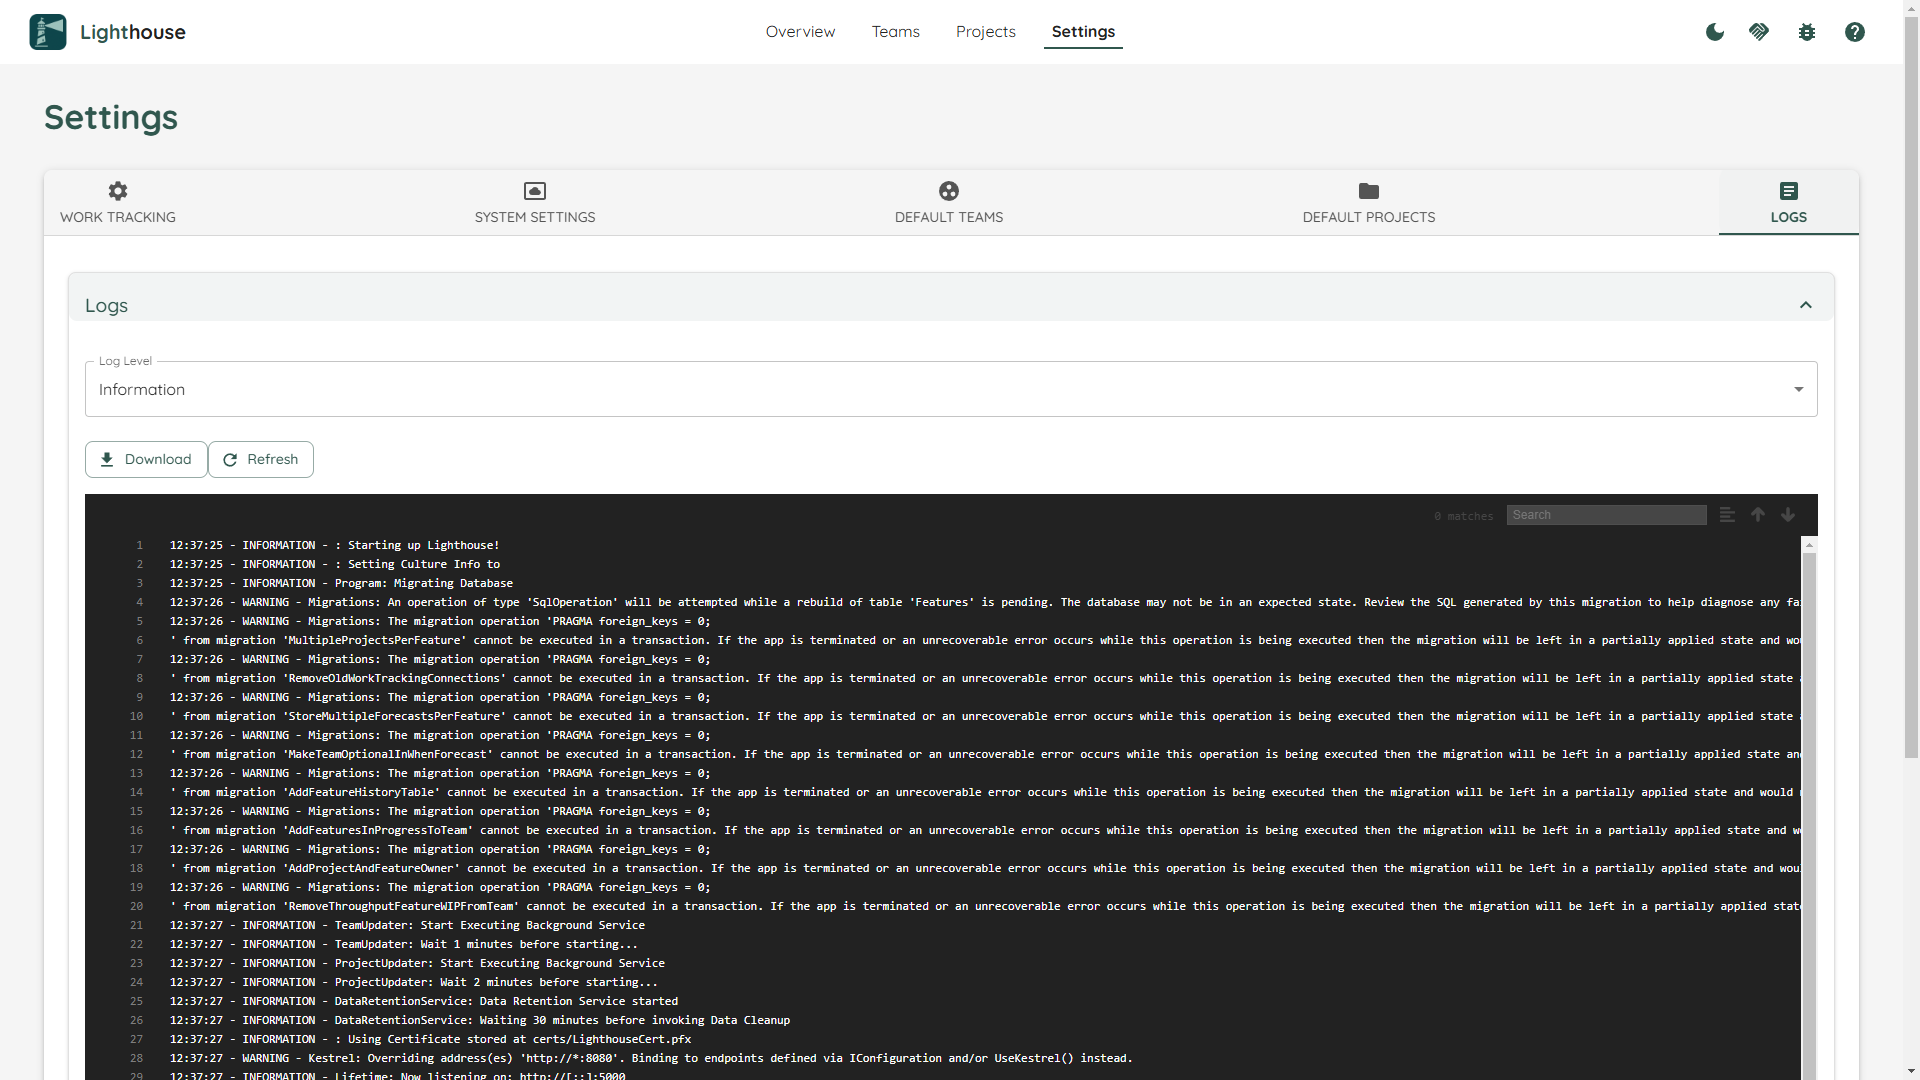 Lighthouse
Overview
Teams
Projects
Settings
Settings
WORK TRACKING
SYSTEM SETTINGS
DEFAULT TEAMS
DEFAULT PROJECTS
LOGS
Logs
Log Level
Information
Download
Refresh
0 matches
Search
1 12:37:25 - INFORMATION - : Starting up Lighthouse!
2 12:37:25 - INFORMATION - : Setting Culture Info to
3 12:37:25 - INFORMATION - Program: Migrating Database
4 12:37:26 - WARNING - Migrations: An operation of type 'SqlOperation' will be attempted while a rebuild of table 'Features' is pending. The database may not be in an expected state. Review the SQL generated by this migration to help diagnose any fa
5 12:37:26 - WARNING - Migrations: The migration operation 'PRAGMA foreign_keys = 0;
6 ' from migration 'MultipleProjectsPerFeature' cannot be executed in a transaction. If the app is terminated or an unrecoverable error occurs while this operation is being executed then the migration will be left in a partially applied state and wou
7 12:37:26 - WARNING - Migrations: The migration operation 'PRAGMA foreign_keys = 0;
8 ' from migration 'RemoveOldWorkTrackingConnections' cannot be executed in a transaction. If the app is terminated or an unrecoverable error occurs while this operation is being executed then the migration will be left in a partially applied state
9 12:37:26 - WARNING - Migrations: The migration operation 'PRAGMA foreign_keys = 0;
10 ' from migration 'StoreMultipleForecastsPerFeature' cannot be executed in a transaction. If the app is terminated or an unrecoverable error occurs while this operation is being executed then the migration will be left in a partially applied state
11 12:37:26 - WARNING - Migrations: The migration operation 'PRAGMA foreign_keys = 0;
12 ' from migration 'MakeTeamOptionalInWhenForecast' cannot be executed in a transaction. If the app is terminated or an unrecoverable error occurs while this operation is being executed then the migration will be left in a partially applied state an
13 12:37:26 - WARNING - Migrations: The migration operation 'PRAGMA foreign_keys = 0;
14 ' from migration 'AddFeatureHistoryTable' cannot be executed in a transaction. If the app is terminated or an unrecoverable error occurs while this operation is being executed then the migration will be left in a partially applied state and would
15 12:37:26 - WARNING - Migrations: The migration operation 'PRAGMA foreign_keys = 0;
16 ' from migration 'AddFeaturesInProgressToTeam' cannot be executed in a transaction. If the app is terminated or an unrecoverable error occurs while this operation is being executed then the migration will be left in a partially applied state and w
17 12:37:26 - WARNING - Migrations: The migration operation 'PRAGMA foreign_keys = 0;
18 ' from migration 'AddProjectAndFeatureOwner' cannot be executed in a transaction. If the app is terminated or an unrecoverable error occurs while this operation is being executed then the migration will be left in a partially applied state and wou
19 12:37:26 - WARNING - Migrations: The migration operation 'PRAGMA foreign_keys = 0;
20 ' from migration 'RemoveThroughputFeatureWIPFromTeam' cannot be executed in a transaction. If the app is terminated or an unrecoverable error occurs while this operation is being executed then the migration will be left in a partially applied stat
21 12:37:27 - INFORMATION - TeamUpdater: Start Executing Background Service
22 12:37:27 - INFORMATION - TeamUpdater: Wait 1 minutes before starting...
23 12:37:27 - INFORMATION - ProjectUpdater: Start Executing Background Service
24 12:37:27 - INFORMATION - ProjectUpdater: Wait 2 minutes before starting...
25 12:37:27 - INFORMATION - DataRetentionService: Data Retention Service started
26 12:37:27 - INFORMATION - DataRetentionService: Waiting 30 minutes before invoking Data Cleanup
27 12:37:27 - INFORMATION - : Using Certificate stored at certs/LighthouseCert.pfx
28 12:37:27 - WARNING - Kestrel: Overriding address(es) 'http://*:8080'. Binding to endpoints defined via IConfiguration and/or UseKestrel() instead.
29 12:37:27 - INFORMATION - Lifetime: Now listening on: http://[::]:5000